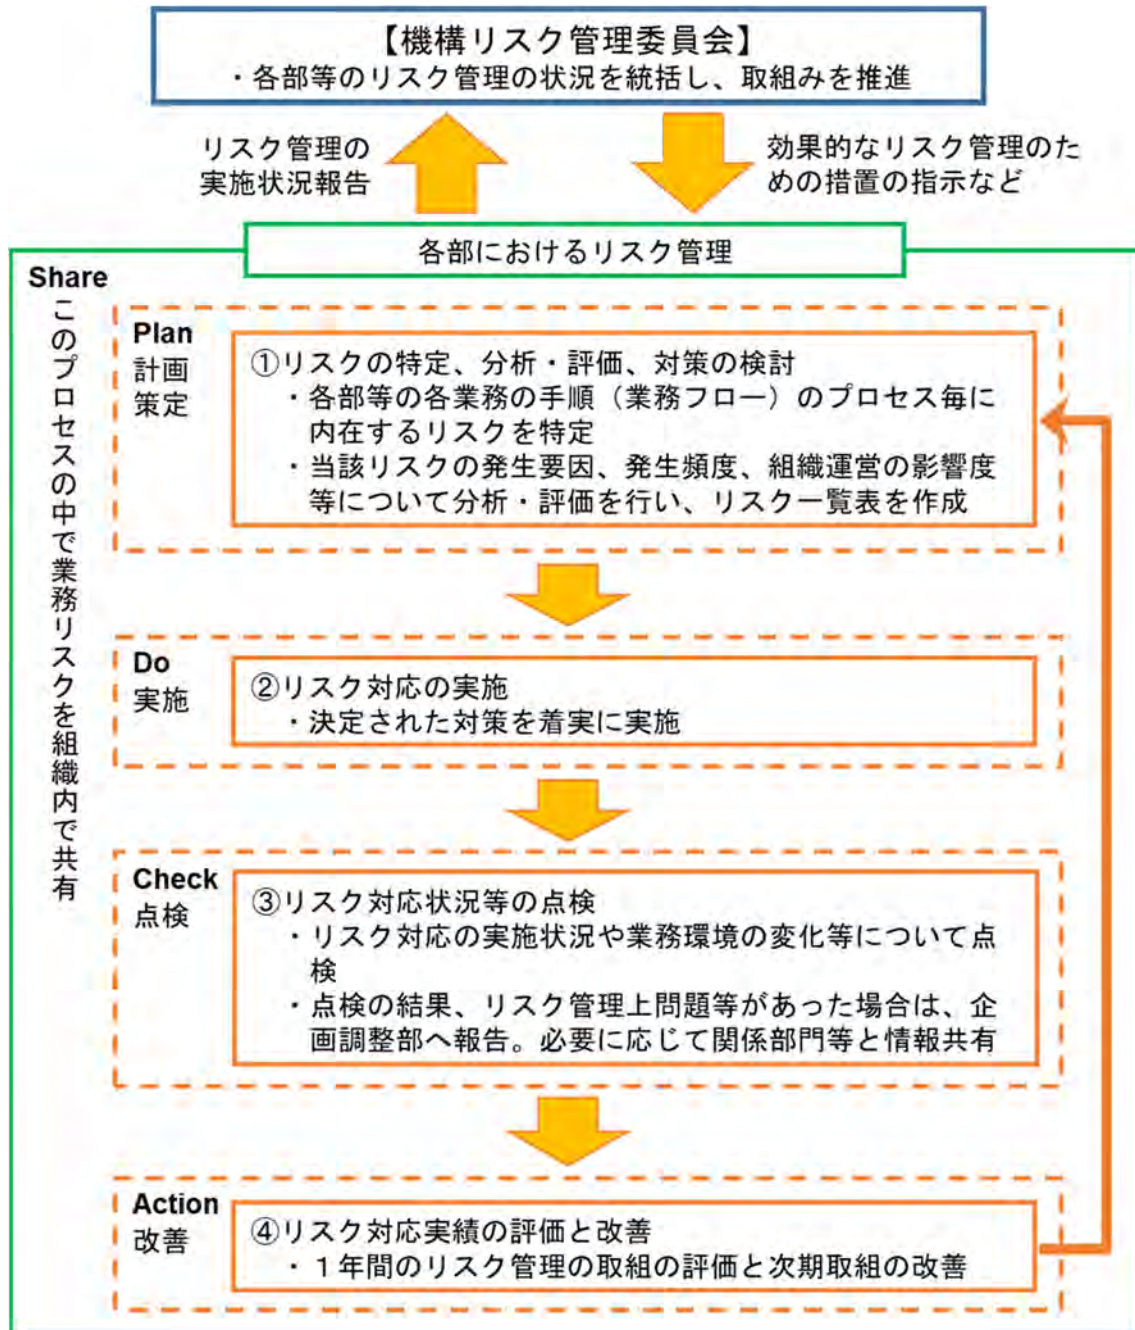 【機構リスク管理委員会】
・各部等のリスク管理の状況を統括し、取組みを推進
リスク管理の
実施状況報告
効果的なリスク管理のた
めの措置の指示など
各部におけるリスク管理
Share
このプロセスの中で業務リスクを組織内で共有
Plan
計画
策定
①リスクの特定、分析・評価、対策の検討
・各部等の各業務の手順（業務フロー）のプロセス毎に
内在するリスクを特定
・当該リスクの発生要因、発生頻度、組織運営の影響度
等について分析・評価を行い、リスク一覧表を作成
Do
実施
②リスク対応の実施
・決定された対策を着実に実施
Check
点検
③リスク対応状況等の点検
・リスク対応の実施状況や業務環境の変化等について点
検
・点検の結果、リスク管理上問題等があった場合は、企
画調整部へ報告。必要に応じて関係部門等と情報共有
Action
改善
④リスク対応実績の評価と改善
・１年間のリスク管理の取組の評価と次期取組の改善